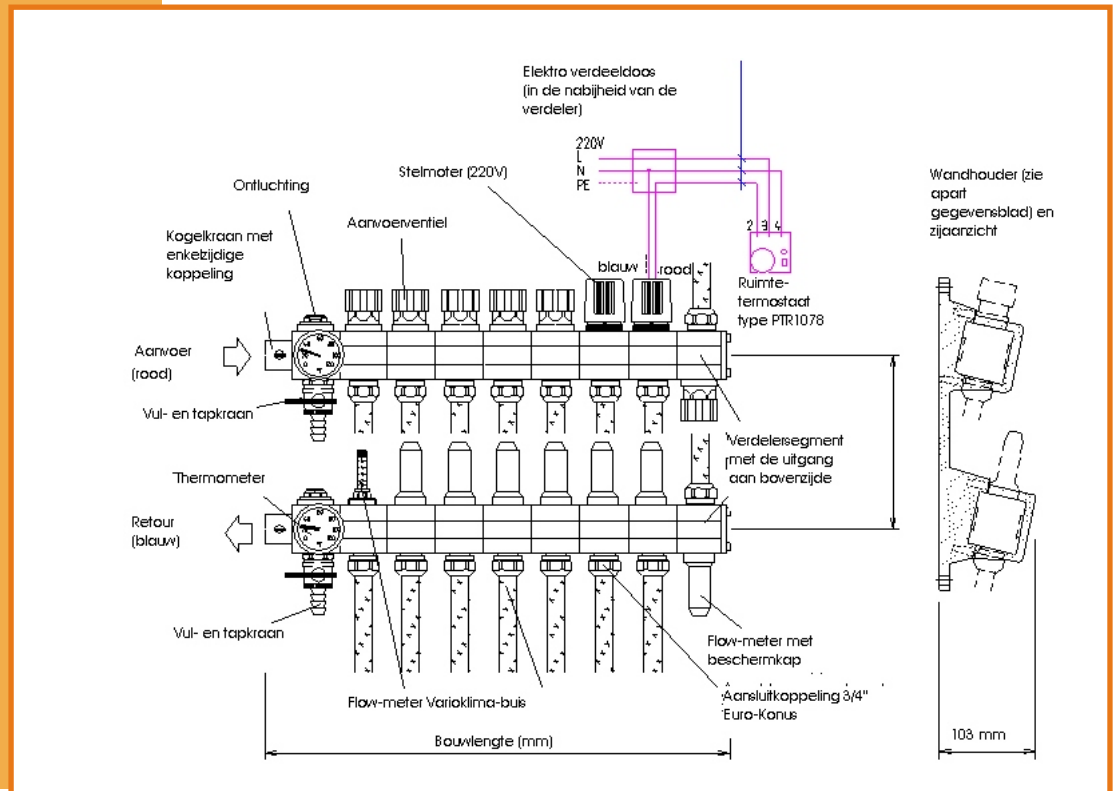 Elektro verdeeldoos
(in de nabijheid van de
verdeler)
220V
L
N
PE
Stelmoter (220V)
Ontluchting
Aanvoerventiel
Kogelkraan met
enkelzijdige
koppeling
Wandhouder (zie
apart
gegevensblad) en
zijaanzicht
2 3 4
blauw
rood
Ruimte-
termostaat
type PTR1078
Aanvoer
(rood)
Vul- en tapkraan
Verdelersegment
met de uitgang
aan bovenzijde
Thermometer
Retour
(blauw)
Vul- en tapkraan
Flow-meter met
beschermkap
Flow-meter Varioklima-buis
Aansluitkoppeling 3/4"
Euro-Konus
Bouwlengte (mm)
103 mm